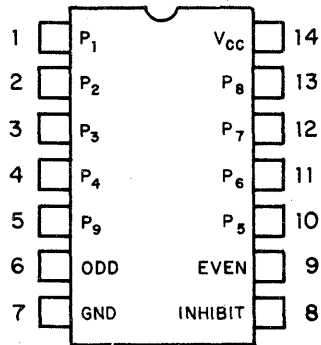 1 P1 VCC 14
2 P2 P8 13
3 P3 P7 12
4 P4 P6 11
5 P9 P5 10
6 ODD EVEN 9
7 GND INHIBIT 8